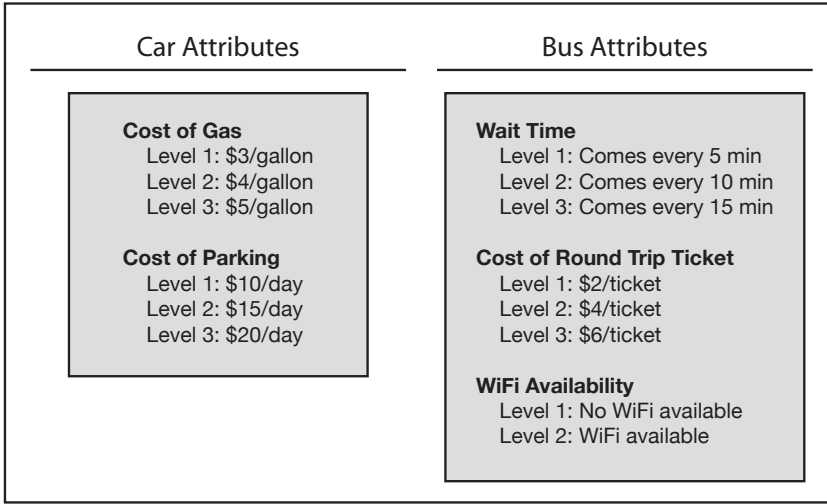 Car Attributes
Cost of Gas
Level 1: $3/gallon
Level 2: $4/gallon
Level 3: $5/gallon
Cost of Parking
Level 1: $10/day
Level 2: $15/day
Level 3: $20/day
Bus Attributes
Wait Time
Level 1: Comes every 5 min
Level 2: Comes every 10 min
Level 3: Comes every 15 min
Cost of Round Trip Ticket
Level 1: $2/ticket
Level 2: $4/ticket
Level 3: $6/ticket
WiFi Availability
Level 1: No WiFi available
Level 2: WiFi available